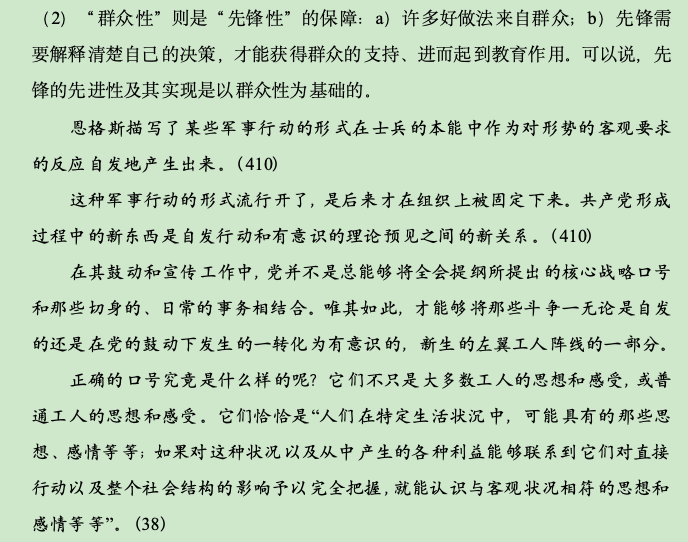 （2）“群众性”则是“先锋性”的保障：a）许多好做法来自群众；b）先锋需
要解释清楚自己的决策，才能获得群众的支持、进而起到教育作用。可以说，先
锋的先进性及其实现是以群众性为基础的。
恩格斯描写了某些军事行动的形式在士兵的本能中作为对形势的客观要求
的反应自发地产生出来。（410）
这种军事行动的形式流行开了，是后来才在组织上被固定下来。共产党形成
过程中的新东西是自发行动和有意识的理论预见之间的新关系。（410）
在其鼓动和宣传工作中，党并不是总能够将全会提纲所提出的核心战略口号
和那些切身的、日常的事务相结合。唯其如此，才能够将那些斗争一无论是自发
的还是在党的鼓动下发生的一转化为有意识的，新生的左翼工人阵线的一部分。
正确的口号究竟是什么样的呢？它们不只是大多数工人的思想和感受，或普
通工人的思想和感受。它们恰恰是“人们在特定生活状沉中，可能具有的那些思
想、感情等等；如果对这种状况以及从中产生的各种利益能够联系到它们对直接
行动以及整个社会结构的影响予以完全把握，就能认识与客观状况相符的思想和
感情等等”。（38）